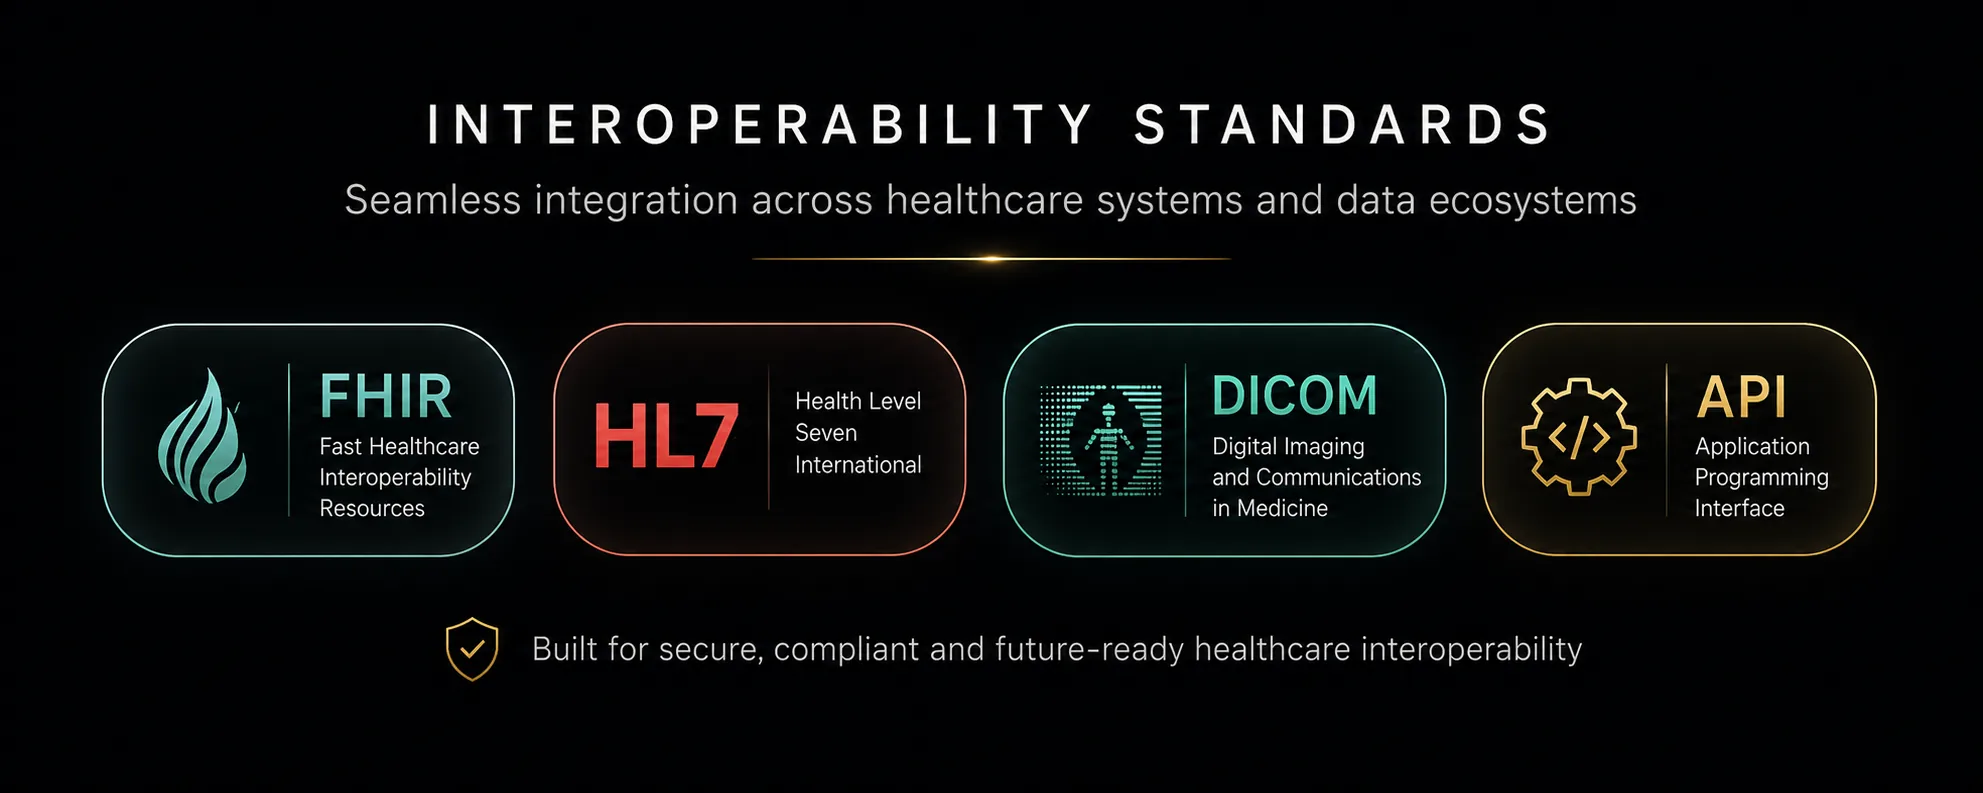 INTEROPERABILITY STANDARDS
Seamless integration across healthcare systems and data ecosystems
FHIR
Fast Healthcare
Interoperability
Resources
HL7
Health Level
Seven
International
DICOM
Digital Imaging
and Communications
in Medicine
</>
API
Application
Programming
Interface
Built for secure, compliant and future-ready healthcare interoperability